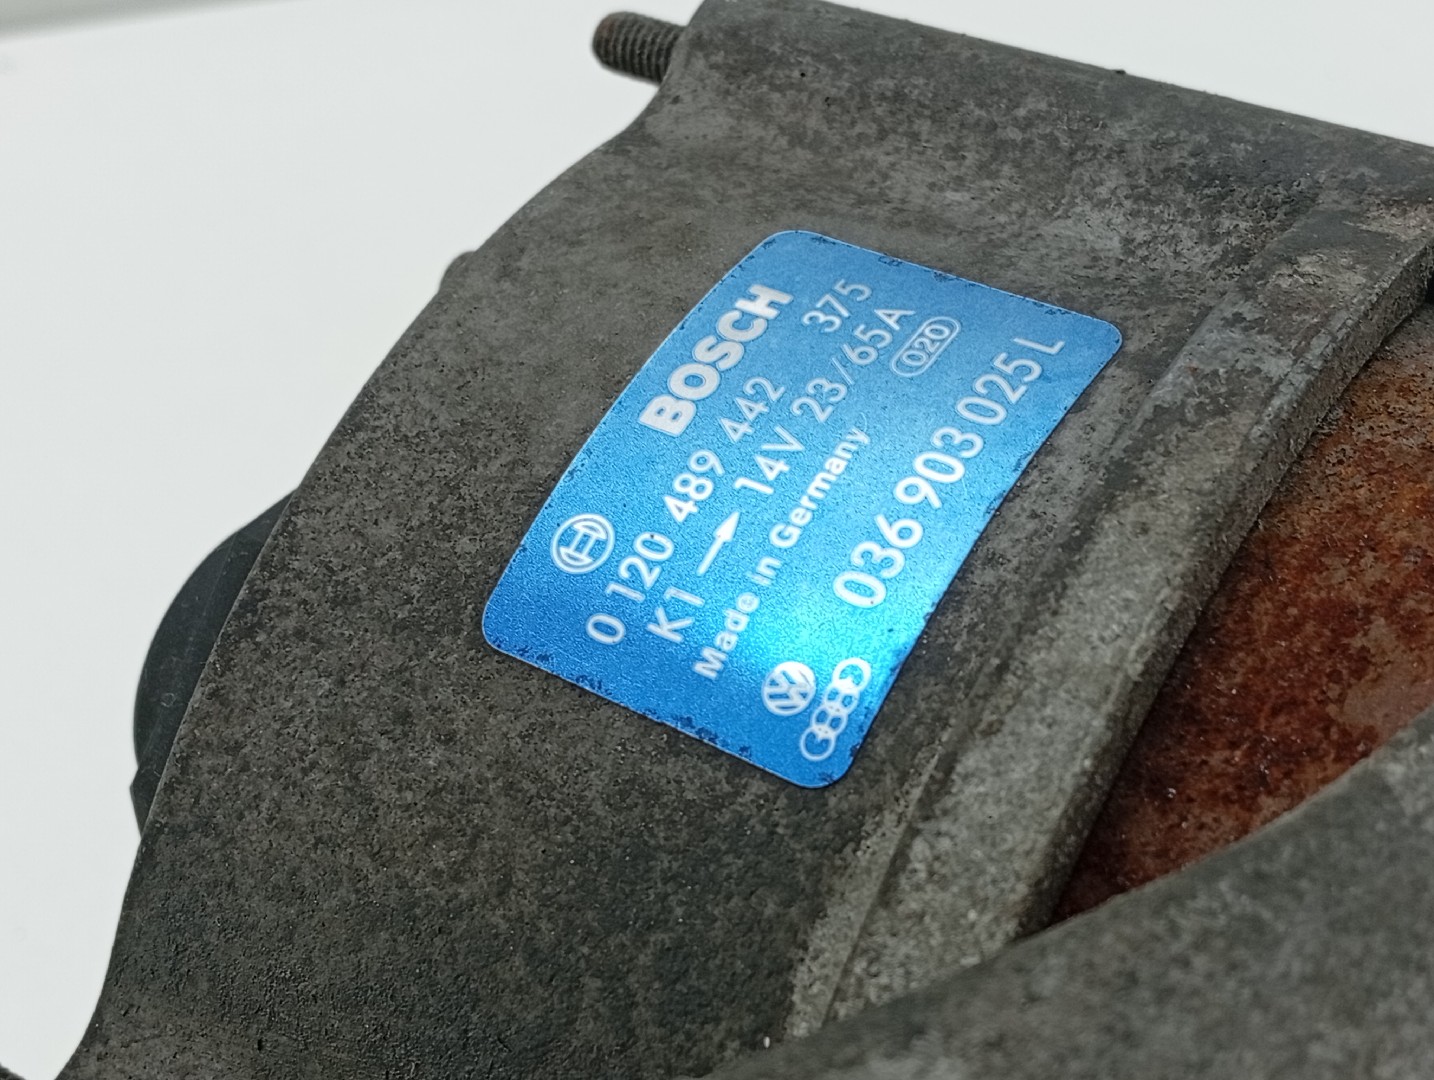 BOSCH
0 120 489 442 375
K1 → 14V 23/65A
Made in Germany 020
036 903 025 L